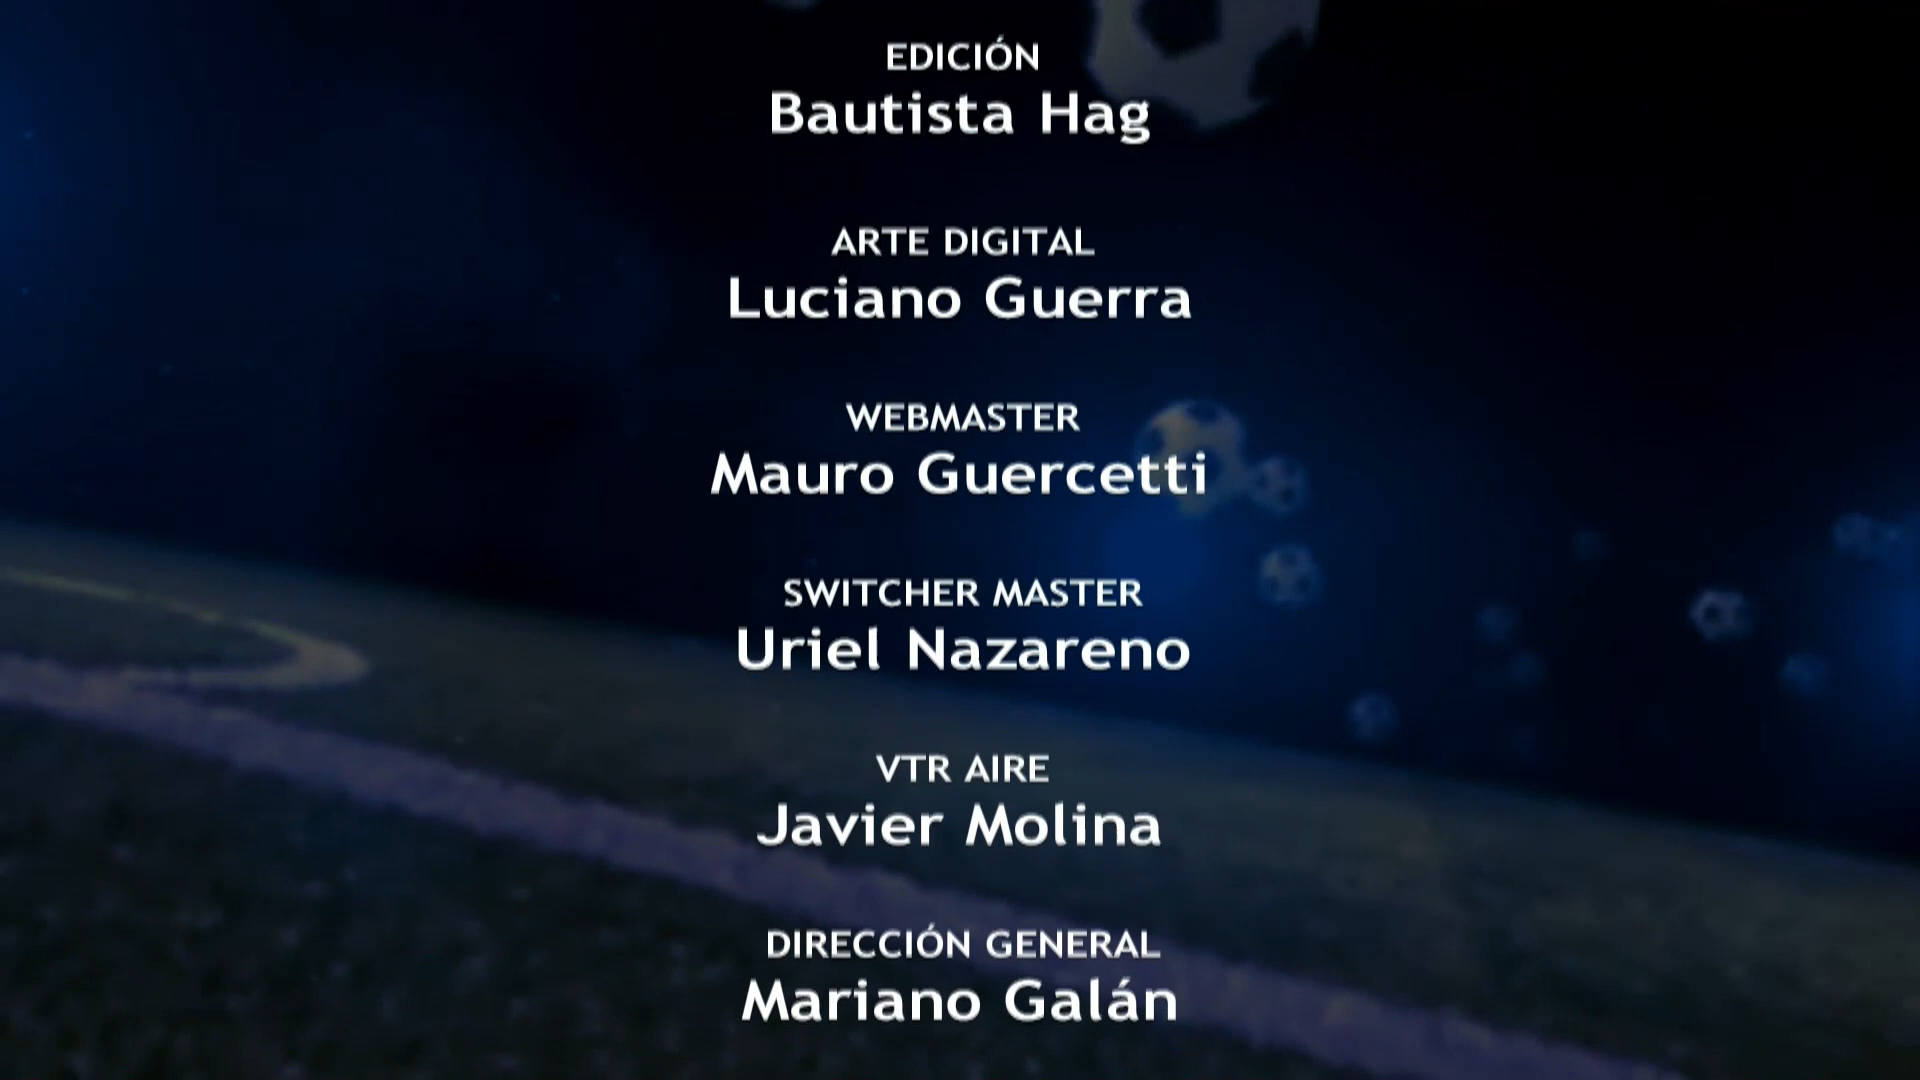 EDICIÓN
Bautista Hag
ARTE DIGITAL
Luciano Guerra
WEBMASTER
Mauro Guercetti
SWITCHER MASTER
Uriel Nazareno
VTR AIRE
Javier Molina
DIRECCIÓN GENERAL
Mariano Galán